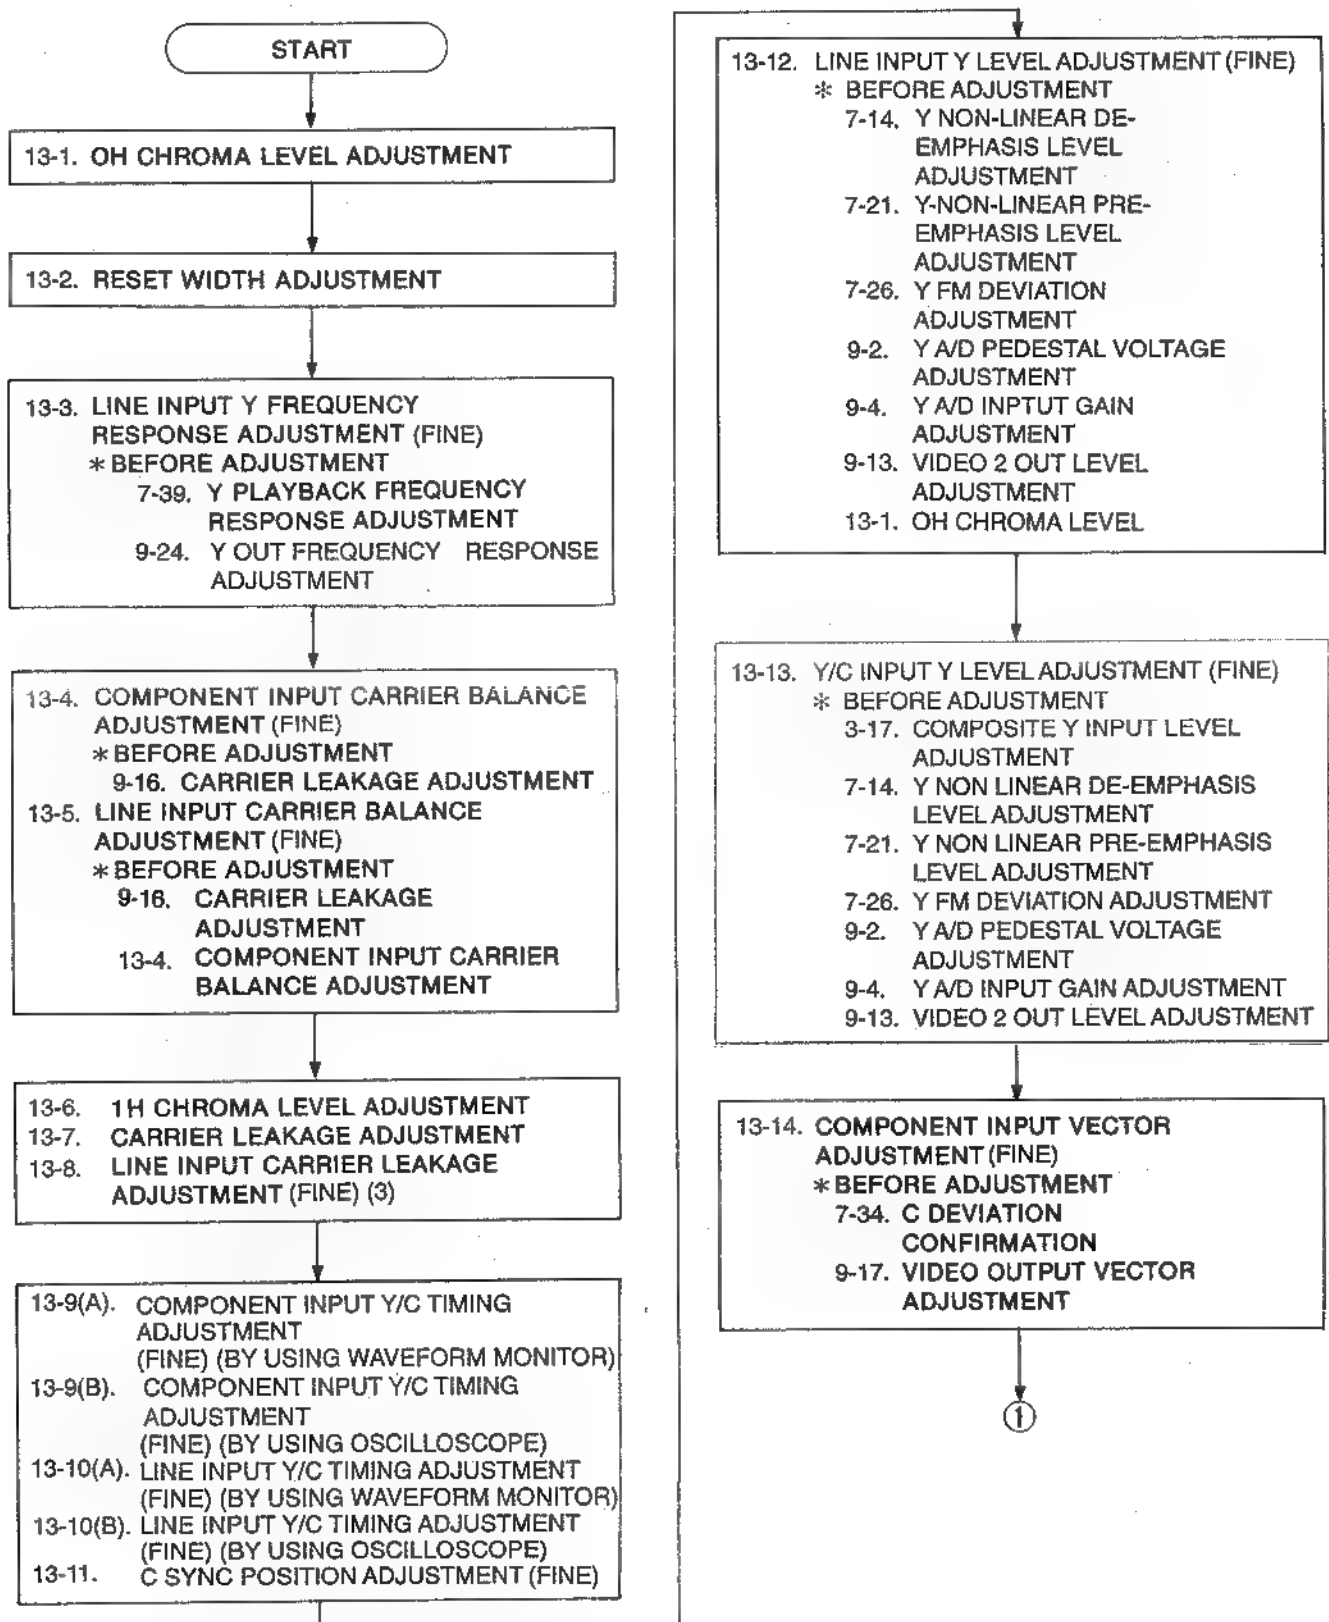 START
13-1. OH CHROMA LEVEL ADJUSTMENT
13-2. RESET WIDTH ADJUSTMENT
13-3. LINE INPUT Y FREQUENCY
RESPONSE ADJUSTMENT (FINE)
* BEFORE ADJUSTMENT
7-39. Y PLAYBACK FREQUENCY
RESPONSE ADJUSTMENT
9-24. Y OUT FREQUENCY RESPONSE
ADJUSTMENT
13-4. COMPONENT INPUT CARRIER BALANCE
ADJUSTMENT (FINE)
* BEFORE ADJUSTMENT
9-16. CARRIER LEAKAGE ADJUSTMENT
13-5. LINE INPUT CARRIER BALANCE
ADJUSTMENT (FINE)
* BEFORE ADJUSTMENT
9-16. CARRIER LEAKAGE
ADJUSTMENT
13-4. COMPONENT INPUT CARRIER
BALANCE ADJUSTMENT
13-6. 1H CHROMA LEVEL ADJUSTMENT
13-7. CARRIER LEAKAGE ADJUSTMENT
13-8. LINE INPUT CARRIER LEAKAGE
ADJUSTMENT (FINE) (3)
13-9(A). COMPONENT INPUT Y/C TIMING
ADJUSTMENT
(FINE) (BY USING WAVEFORM MONITOR)
13-9(B). COMPONENT INPUT Y/C TIMING
ADJUSTMENT
(FINE) (BY USING OSCILLOSCOPE)
13-10(A). LINE INPUT Y/C TIMING ADJUSTMENT
(FINE) (BY USING WAVEFORM MONITOR)
13-10(B). LINE INPUT Y/C TIMING ADJUSTMENT
(FINE) (BY USING OSCILLOSCOPE)
13-11. C SYNC POSITION ADJUSTMENT (FINE)
13-12. LINE INPUT Y LEVEL ADJUSTMENT (FINE)
* BEFORE ADJUSTMENT
7-14. Y NON-LINEAR DE-
EMPHASIS LEVEL
ADJUSTMENT
7-21. Y-NON-LINEAR PRE-
EMPHASIS LEVEL
ADJUSTMENT
7-26. Y FM DEVIATION
ADJUSTMENT
9-2. Y A/D PEDESTAL VOLTAGE
ADJUSTMENT
9-4. Y A/D INPTUT GAIN
ADJUSTMENT
9-13. VIDEO 2 OUT LEVEL
ADJUSTMENT
13-1. OH CHROMA LEVEL
13-13. Y/C INPUT Y LEVEL ADJUSTMENT (FINE)
* BEFORE ADJUSTMENT
3-17. COMPOSITE Y INPUT LEVEL
ADJUSTMENT
7-14. Y NON LINEAR DE-EMPHASIS
LEVEL ADJUSTMENT
7-21. Y NON LINEAR PRE-EMPHASIS
LEVEL ADJUSTMENT
7-26. Y FM DEVIATION ADJUSTMENT
9-2. Y A/D PEDESTAL VOLTAGE
ADJUSTMENT
9-4. Y A/D INPUT GAIN ADJUSTMENT
9-13. VIDEO 2 OUT LEVEL ADJUSTMENT
13-14. COMPONENT INPUT VECTOR
ADJUSTMENT (FINE)
* BEFORE ADJUSTMENT
7-34. C DEVIATION
CONFIRMATION
9-17. VIDEO OUTPUT VECTOR
ADJUSTMENT
①